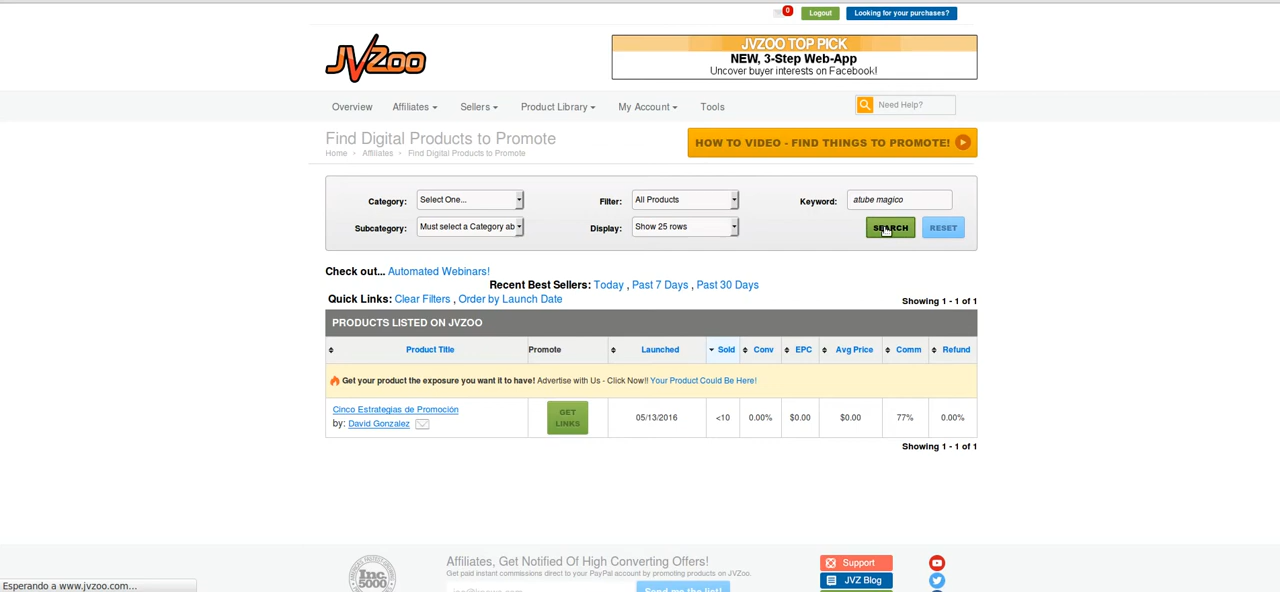 0 Logout Looking for your purchases?
JVZoo
JVZOO TOP PICK
NEW, 3-Step Web-App
Uncover buyer interests on Facebook!
Overview Affiliates Sellers Product Library My Account Tools Need Help?
Find Digital Products to Promote
Home Affiliates Find Digital Products to Promote
HOW TO VIDEO - FIND THINGS TO PROMOTE!
Category: Select One... Filter: All Products Keyword: atube magico
Subcategory: Must select a Category ab Display: Show 25 rows SEARCH RESET
Check out... Automated Webinars!
Recent Best Sellers: Today , Past 7 Days , Past 30 Days
Quick Links: Clear Filters , Order by Launch Date Showing 1 - 1 of 1
PRODUCTS LISTED ON JVZOO
Product Title Promote Launched Sold Conv EPC Avg Price Comm Refund
Get your product the exposure you want it to have! Advertise with Us - Click Now!! Your Product Could Be Here!
Cinco Estrategias de Promoción
by: David Gonzalez
GET LINKS 05/13/2016 <10 0.00% $0.00 $0.00 77% 0.00%
Showing 1 - 1 of 1
Affiliates, Get Notified Of High Converting Offers!
Get paid instant commissions direct to your PayPal account by promoting products on JVZoo.
Send me the list!
Inc.
5000
Support
JVZ Blog
Esperando a www.jvzoo.com...